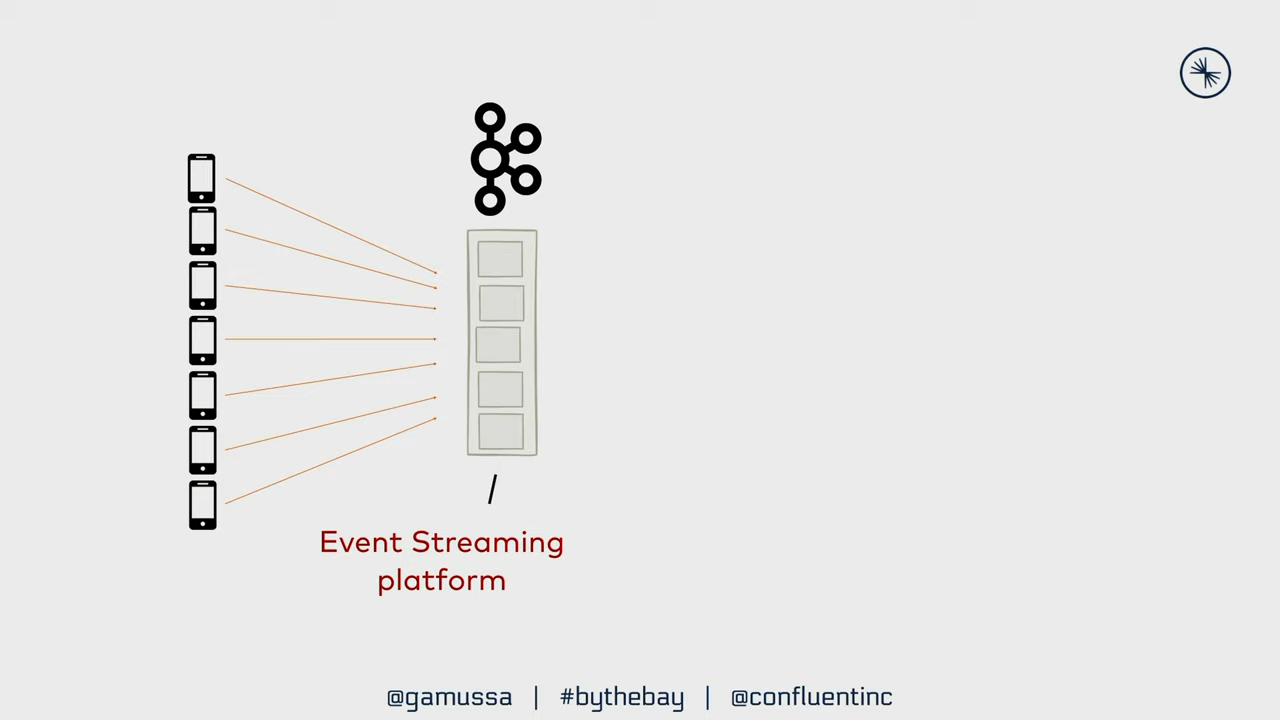 Event Streaming
platform
@gamussa | #bythebay | @confluentinc